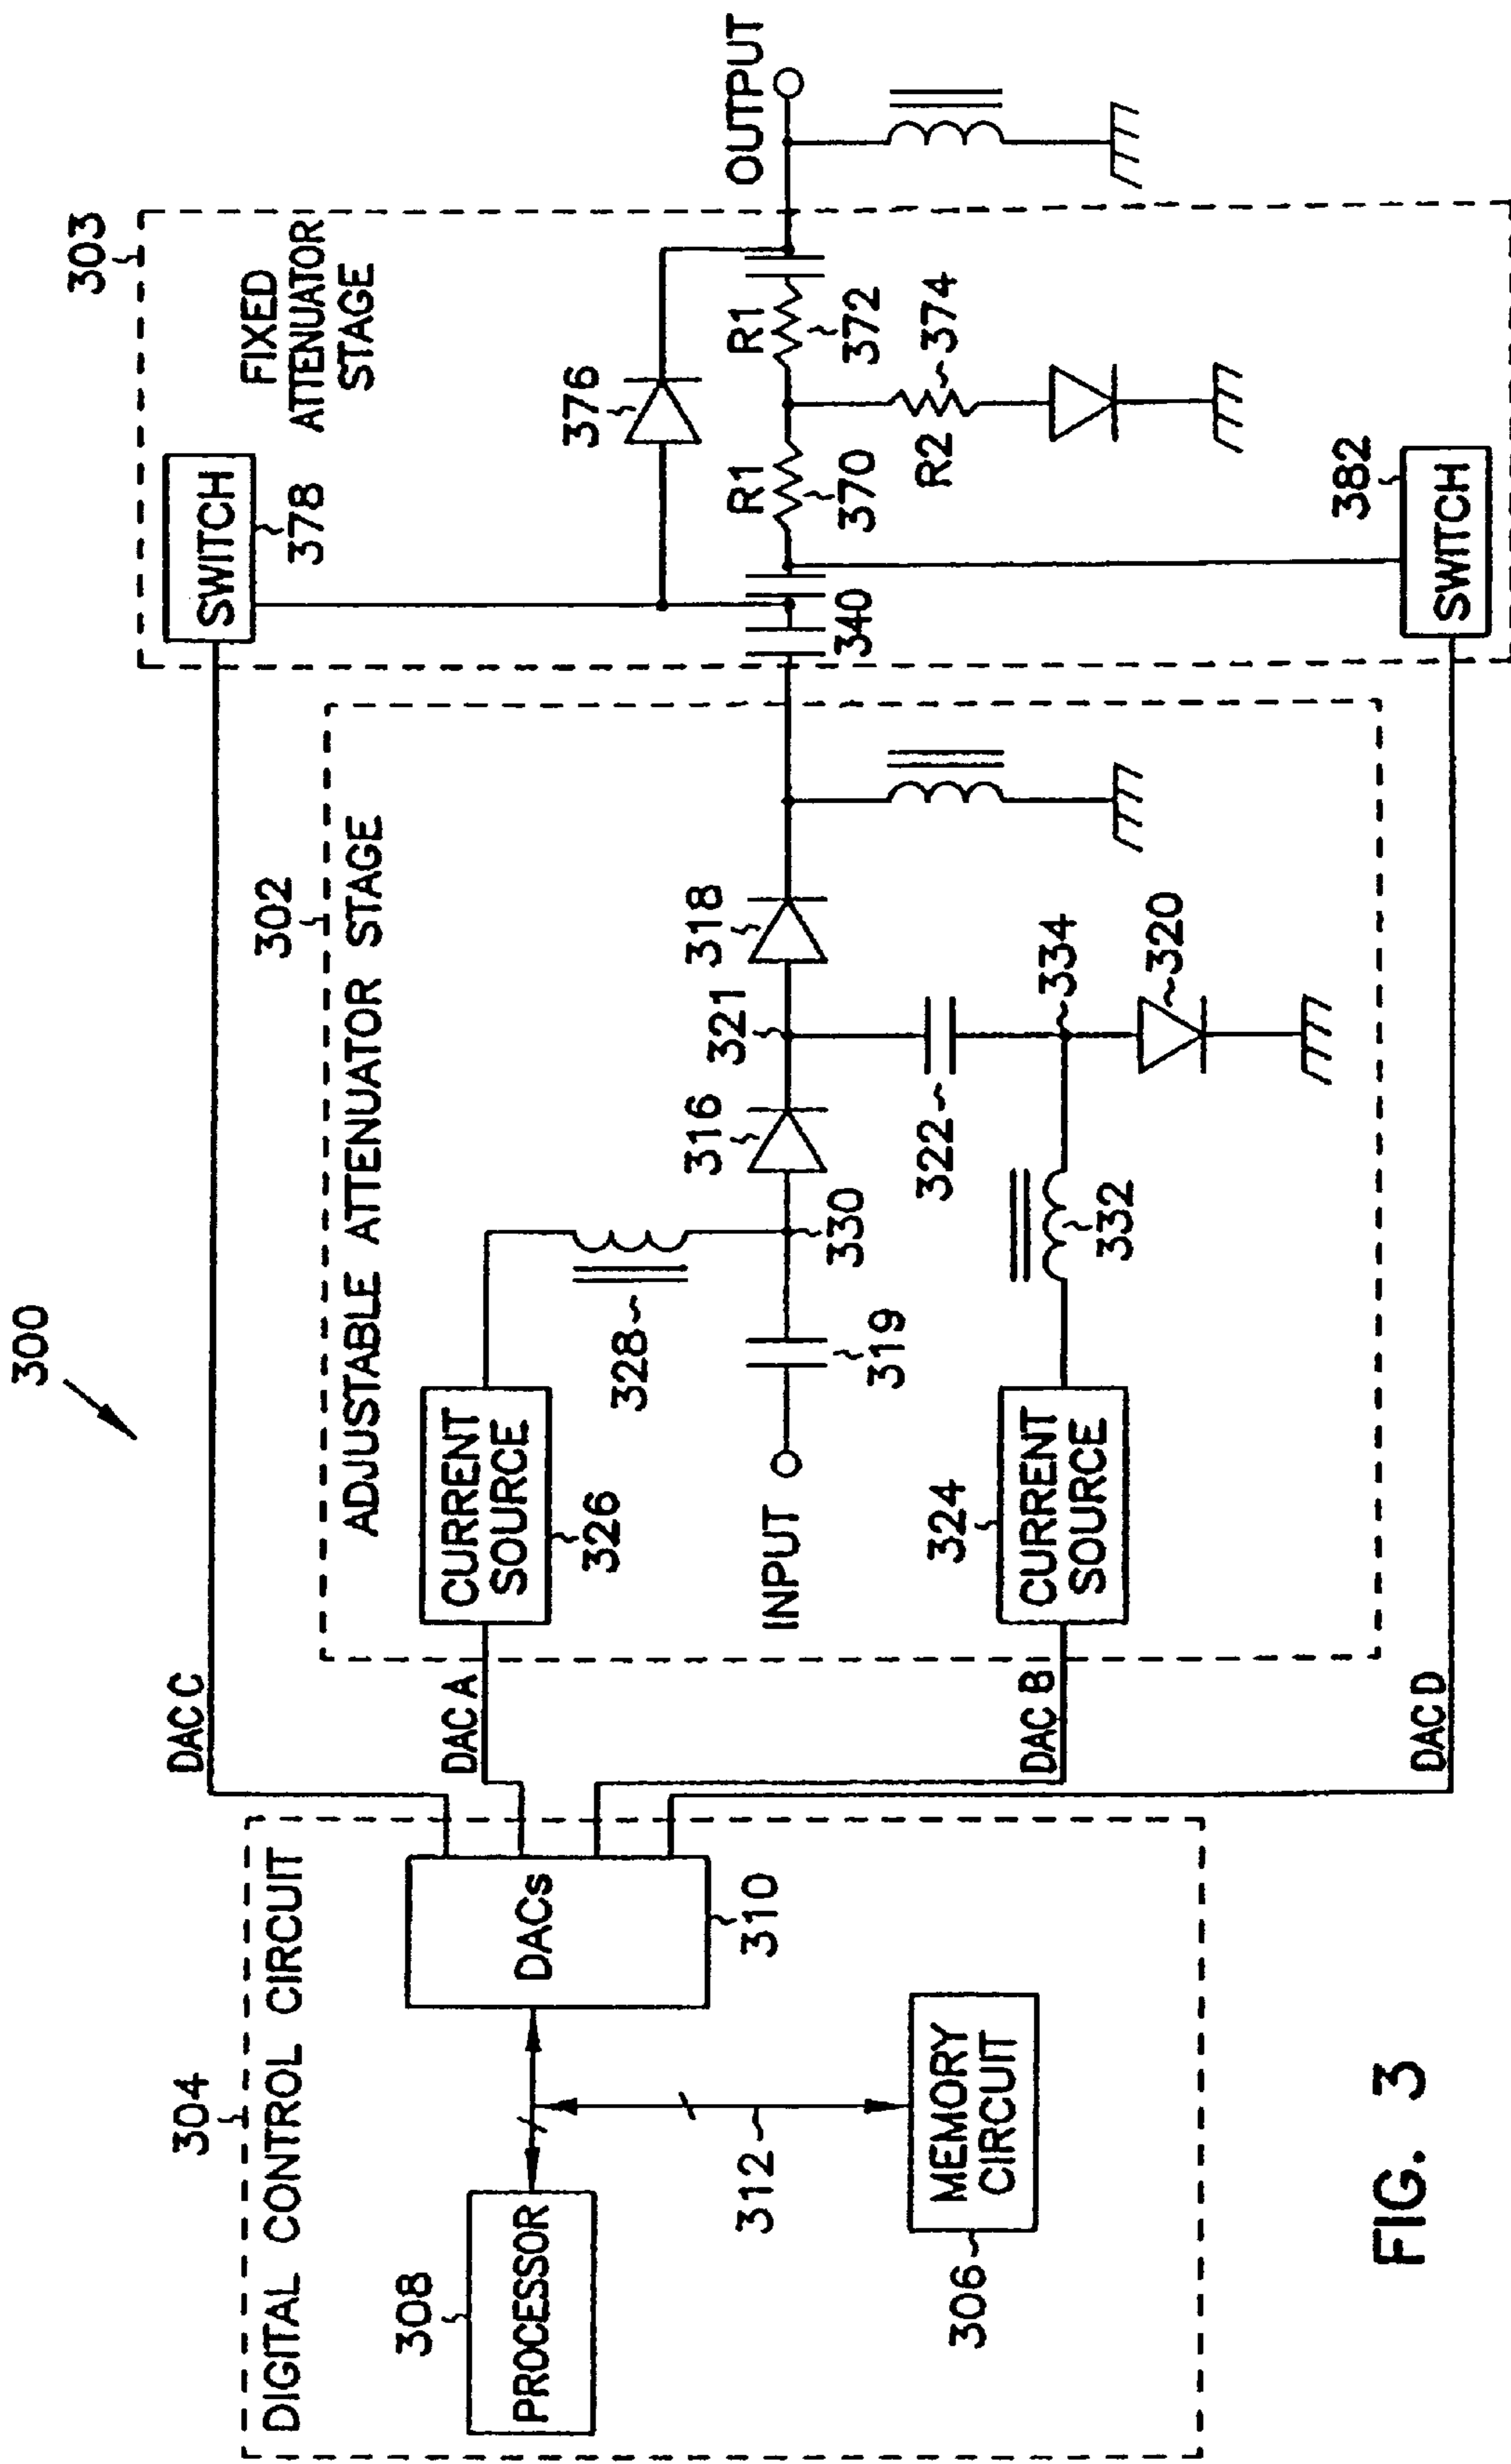 300
304
DIGITAL CONTROL CIRCUIT
308
PROCESSOR
312
306
MEMORY
CIRCUIT
DACs
310
DAC C
DAC A
DAC B
DAC D
302
ADJUSTABLE ATTENUATOR STAGE
CURRENT
SOURCE
326
328
INPUT
319
330
316
321
318
322
334
320
332
324
CURRENT
SOURCE
303
FIXED
ATTENUATOR
STAGE
SWITCH
378
376
340
R1
370
R1
372
R2
374
382
SWITCH
OUTPUT
FIG. 3